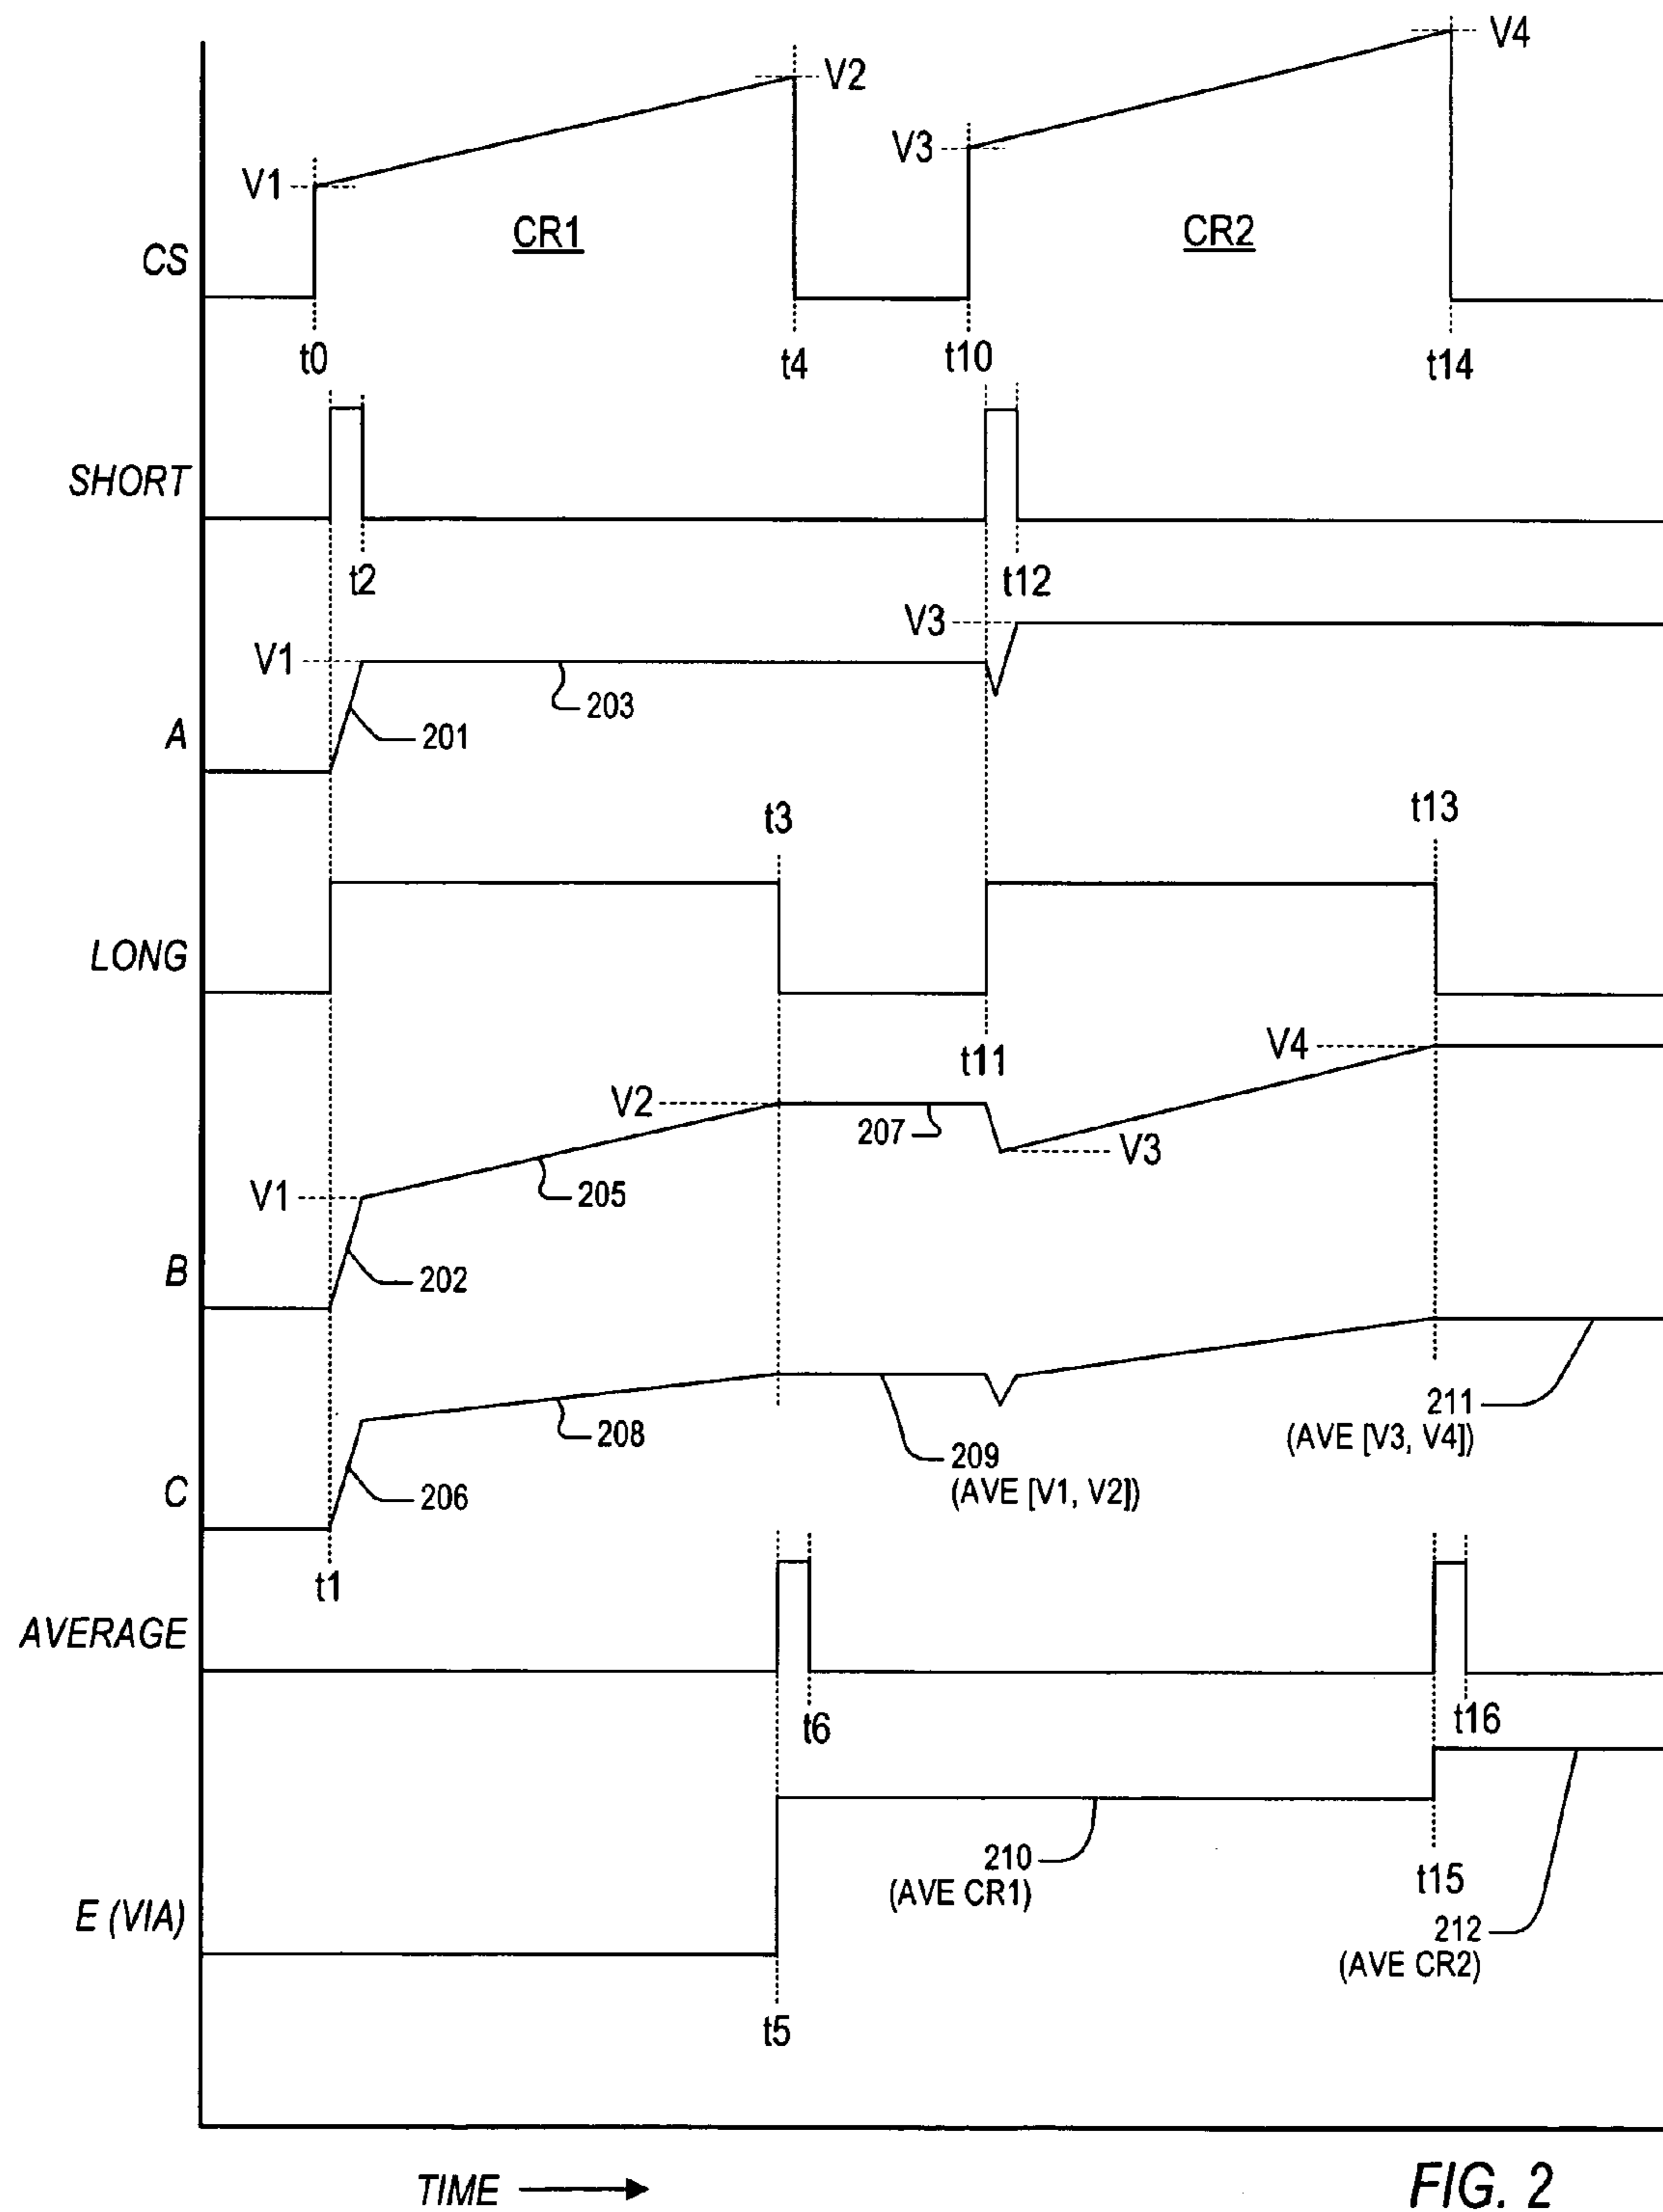 V4
V2
V3
V1
CR1
CR2
CS
t0
t4
t10
t14
SHORT
t2
t12
V3
V1
203
201
A
t3
t13
LONG
t11
V4
V2
207
V3
V1
205
202
B
211
(AVE [V3, V4])
208
209
(AVE [V1, V2])
C
206
t1
AVERAGE
t6
t16
210
(AVE CR1)
t15
E (VIA)
212
(AVE CR2)
t5
TIME
FIG. 2